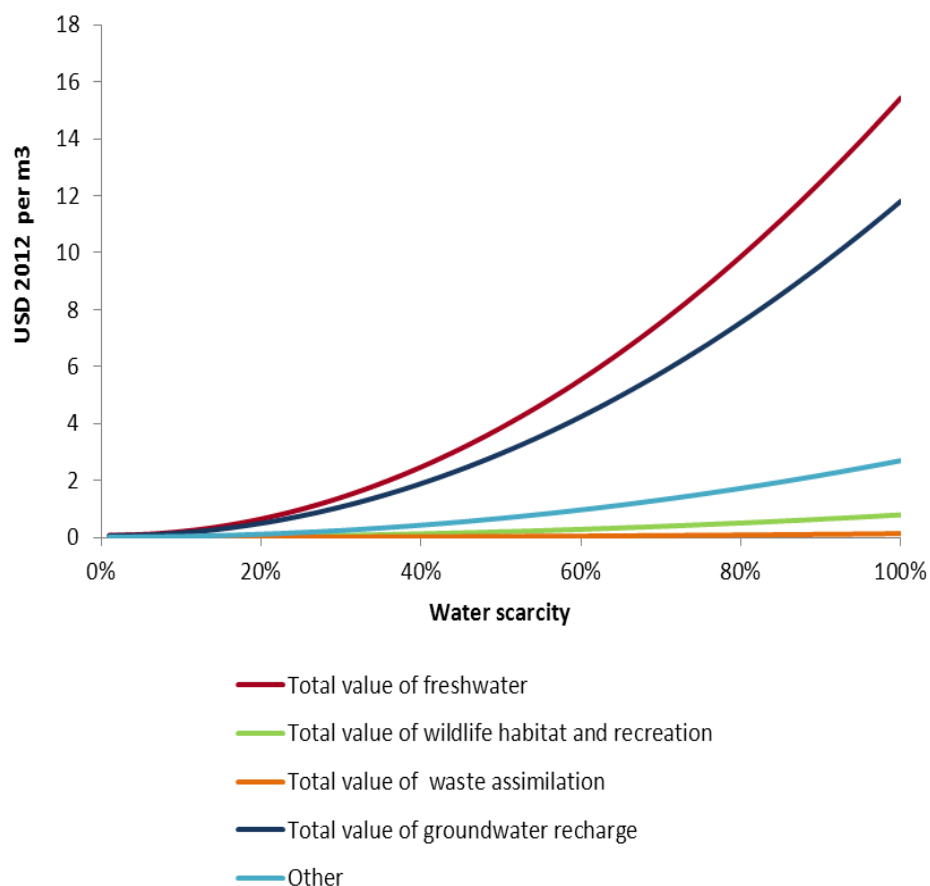 18
16
14
12
10
8
6
4
2
0
USD 2012 per m3
0% 20% 40% 60% 80% 100%
Water scarcity
Total value of freshwater
Total value of wildlife habitat and recreation
Total value of waste assimilation
Total value of groundwater recharge
Other